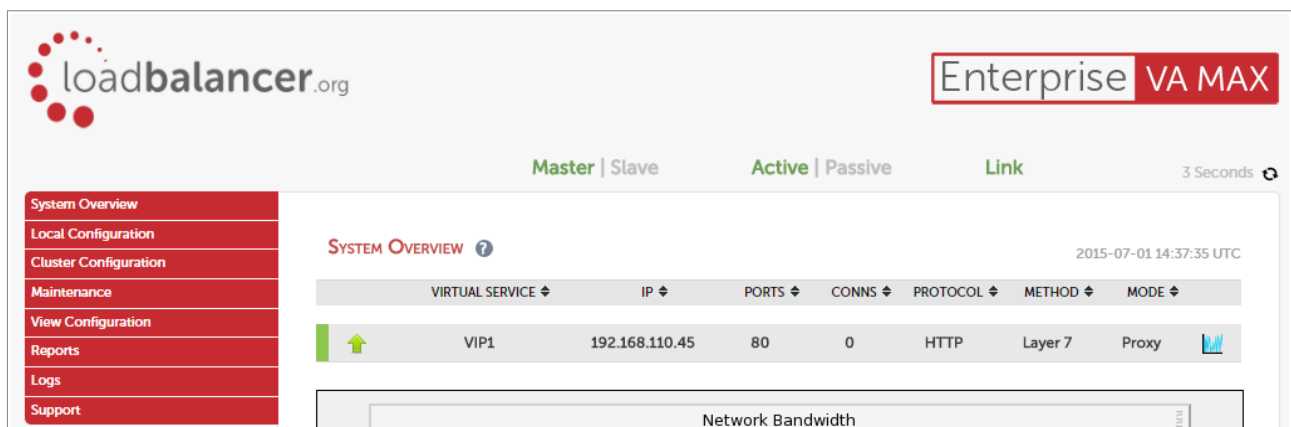 loadbalancer.org
Enterprise VA MAX
Master | Slave Active | Passive Link 3 Seconds
System Overview
Local Configuration
Cluster Configuration
Maintenance
View Configuration
Reports
Logs
Support
SYSTEM OVERVIEW ?
2015-07-01 14:37:35 UTC
VIRTUAL SERVICE IP PORTS CONNS PROTOCOL METHOD MODE
VIP1 192.168.110.45 80 0 HTTP Layer 7 Proxy
Network Bandwidth